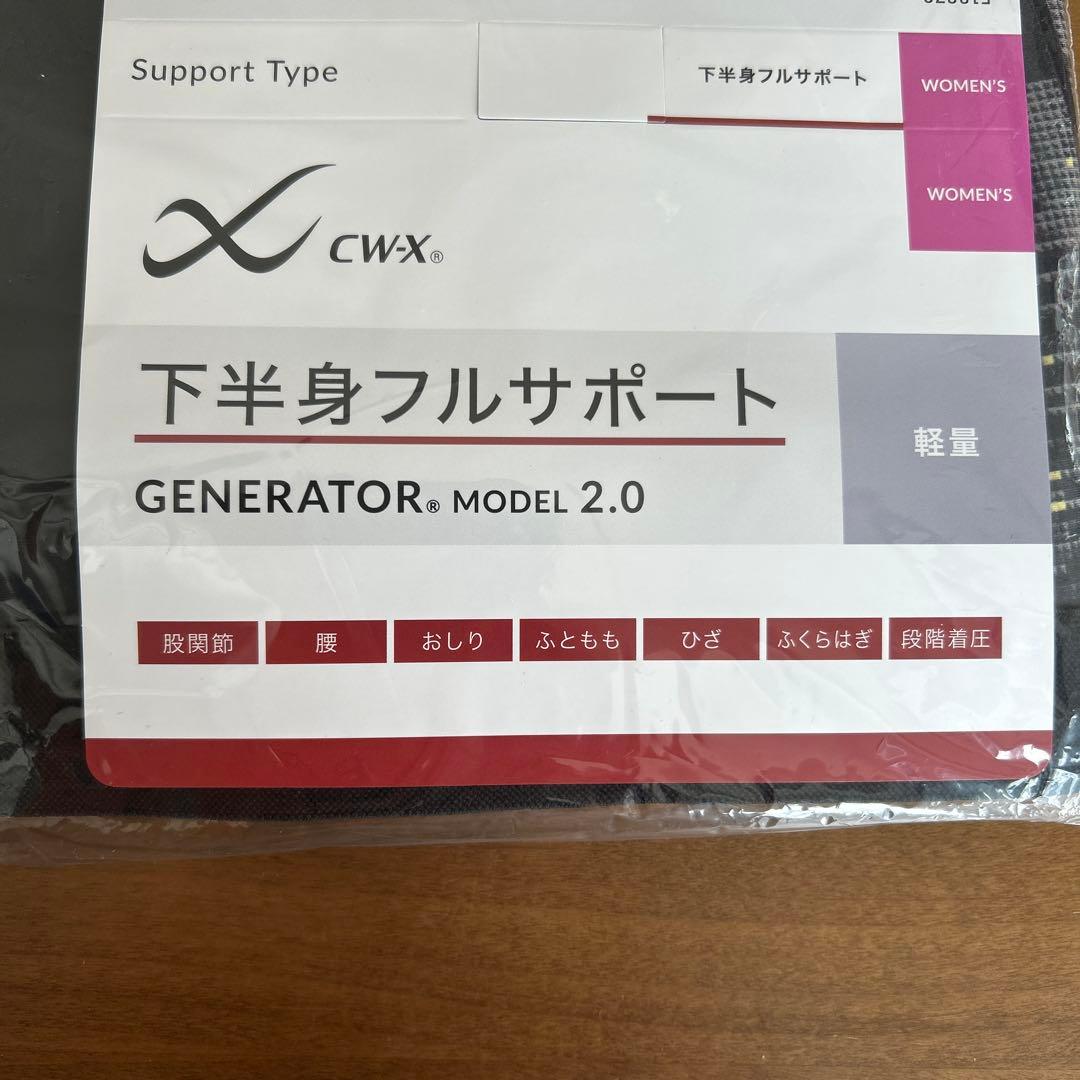 Support Type
下半身フルサポート
WOMEN'S
WOMEN'S
CW-X®
下半身フルサポート
軽量
GENERATOR® MODEL 2.0
股関節 腰 おしり ふともも ひざ ふくらはぎ 段階着圧